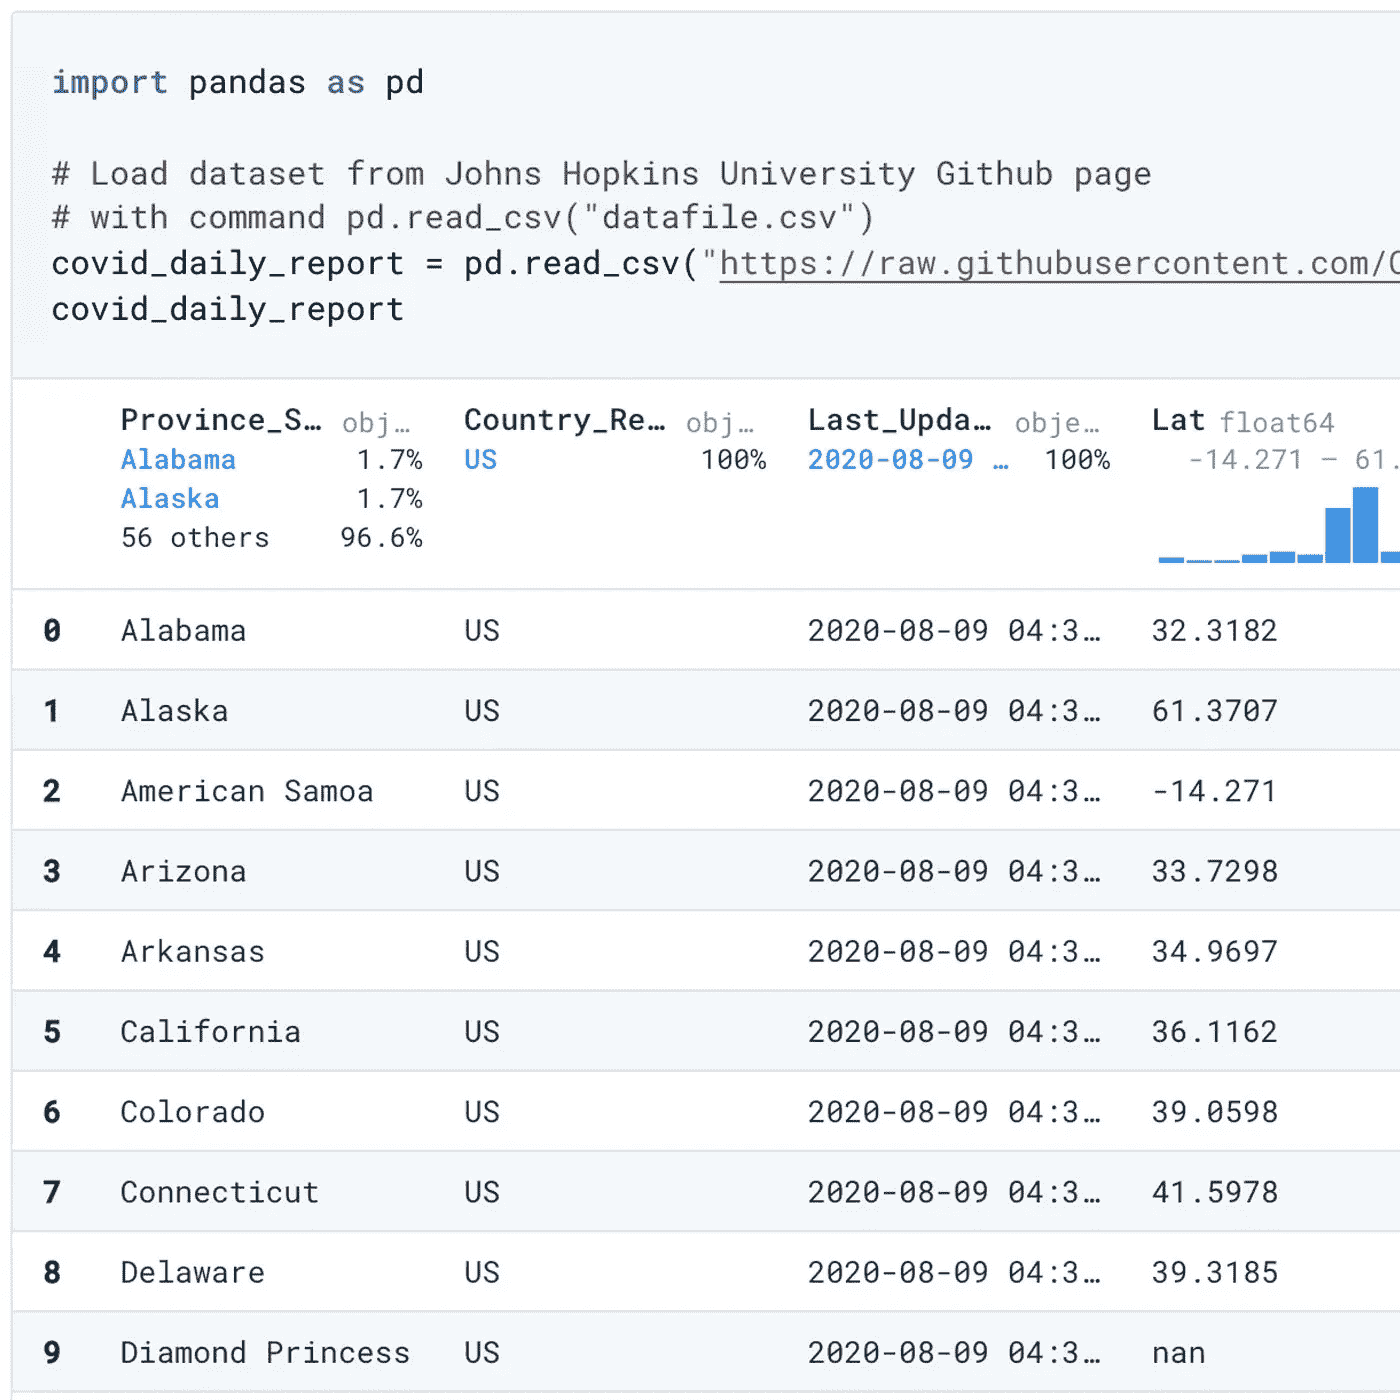 import pandas as pd
# Load dataset from Johns Hopkins University Github page
# with command pd.read_csv("datafile.csv")
covid_daily_report = pd.read_csv("https://raw.githubusercontent.com/
covid_daily_report
Province_S… obj… Country_Re… obj… Last_Upda… obje… Lat float64
Alabama 1.7% US 100% 2020-08-09 … 100% -14.271 – 61.
Alaska 1.7%
56 others 96.6%
0 Alabama US 2020-08-09 04:3… 32.3182
1 Alaska US 2020-08-09 04:3… 61.3707
2 American Samoa US 2020-08-09 04:3… -14.271
3 Arizona US 2020-08-09 04:3… 33.7298
4 Arkansas US 2020-08-09 04:3… 34.9697
5 California US 2020-08-09 04:3… 36.1162
6 Colorado US 2020-08-09 04:3… 39.0598
7 Connecticut US 2020-08-09 04:3… 41.5978
8 Delaware US 2020-08-09 04:3… 39.3185
9 Diamond Princess US 2020-08-09 04:3… nan